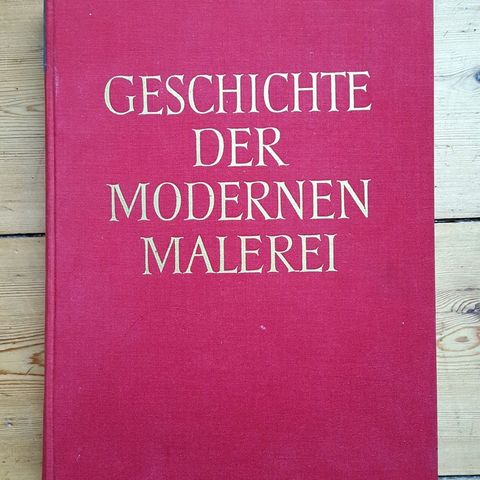 GESCHICHTE
DER
MODERNEN
MALEREI